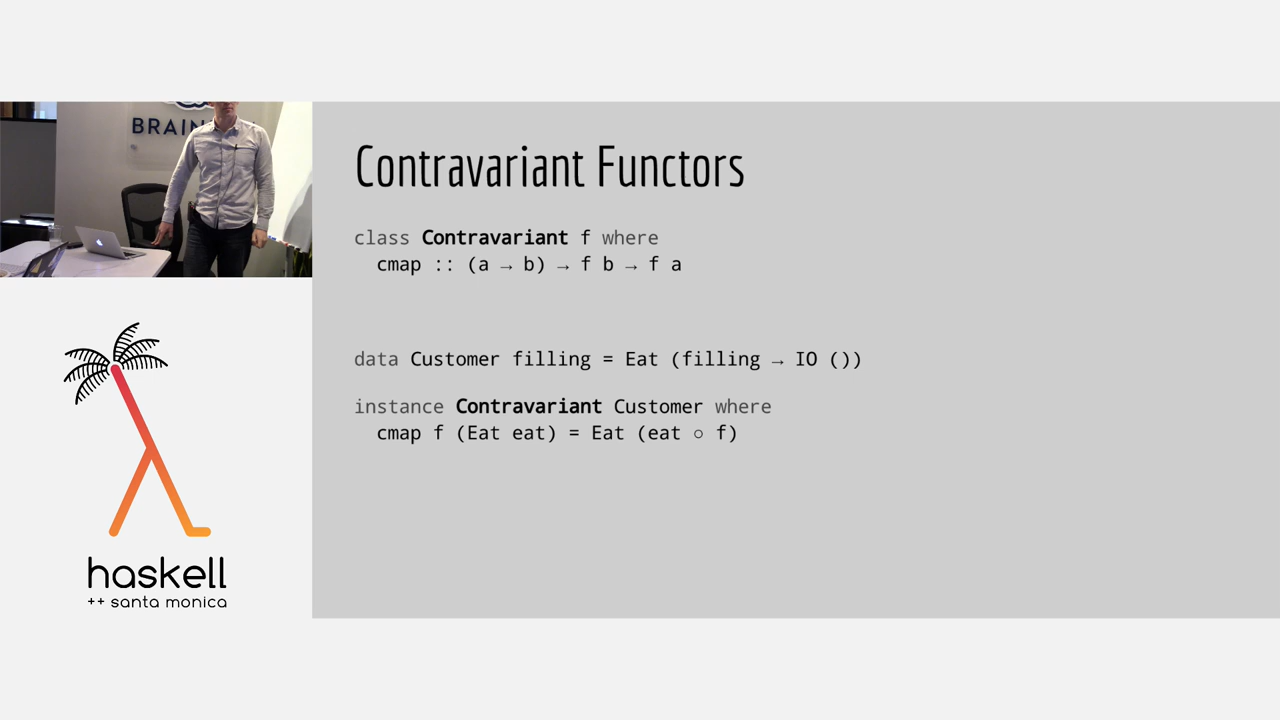 BRAIN
Contravariant Functors
class Contravariant f where
cmap :: (a → b) → f b → f a
data Customer filling = Eat (filling → IO ())
instance Contravariant Customer where
cmap f (Eat eat) = Eat (eat ○ f)
haskell
++ santa monica